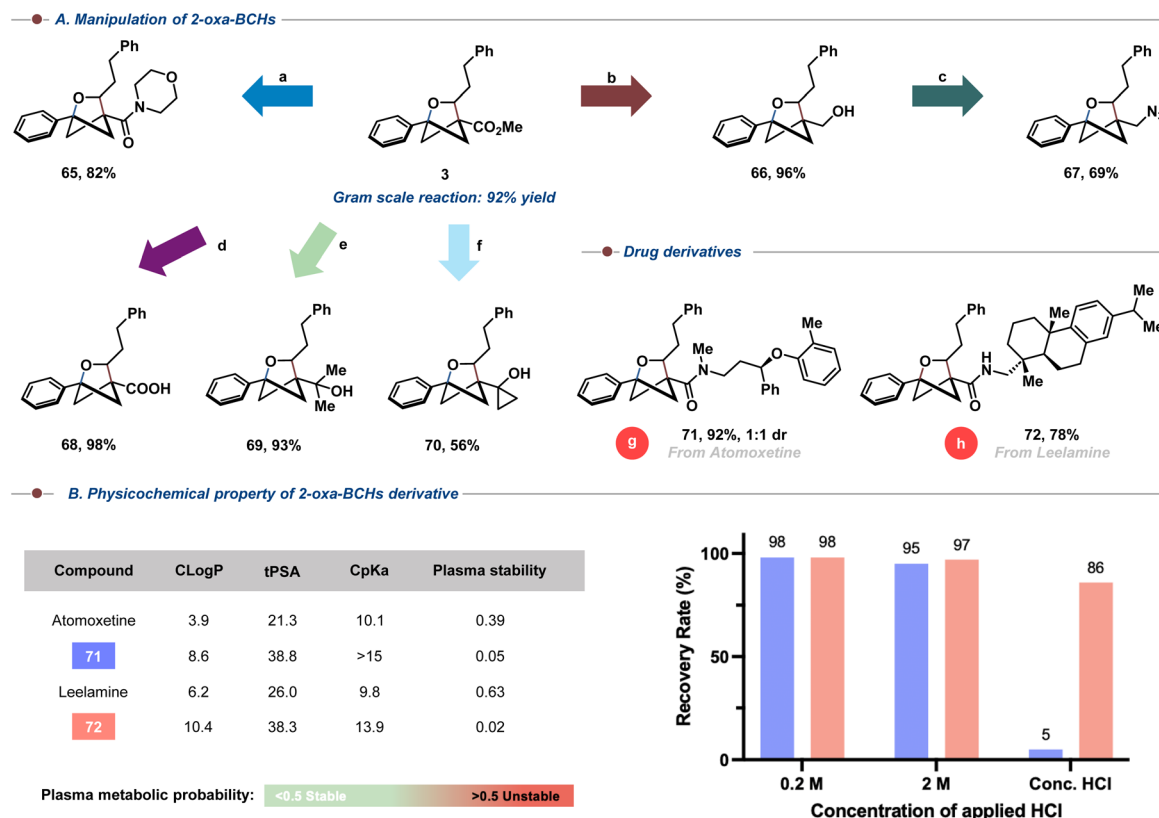 A. Manipulation of 2-oxa-BCHs
Ph
O
N
O
O
65, 82%
a
Ph
O
CO2Me
3
Gram scale reaction: 92% yield
b
Ph
O
OH
66, 96%
c
Ph
O
N
67, 69%
d
e
f
Drug derivatives
Ph
O
COOH
68, 98%
Ph
O
Me
OH
Me
69, 93%
Ph
O
OH
70, 56%
Ph
O
Me
N
O
Ph
O
Me
g
71, 92%, 1:1 dr
From Atomoxetine
Ph
O
H
N
O
Me
Me
Me
Me
h
72, 78%
From Leelamine
B. Physicochemical property of 2-oxa-BCHs derivative
Compound CLogP tPSA CpKa Plasma stability
Atomoxetine 3.9 21.3 10.1 0.39
71 8.6 38.8 >15 0.05
Leelamine 6.2 26.0 9.8 0.63
72 10.4 38.3 13.9 0.02
Plasma metabolic probability: <0.5 Stable >0.5 Unstable
Recovery Rate (%)
100
50
0
98 98
95 97
5 86
0.2 M 2 M Conc. HCl
Concentration of applied HCl